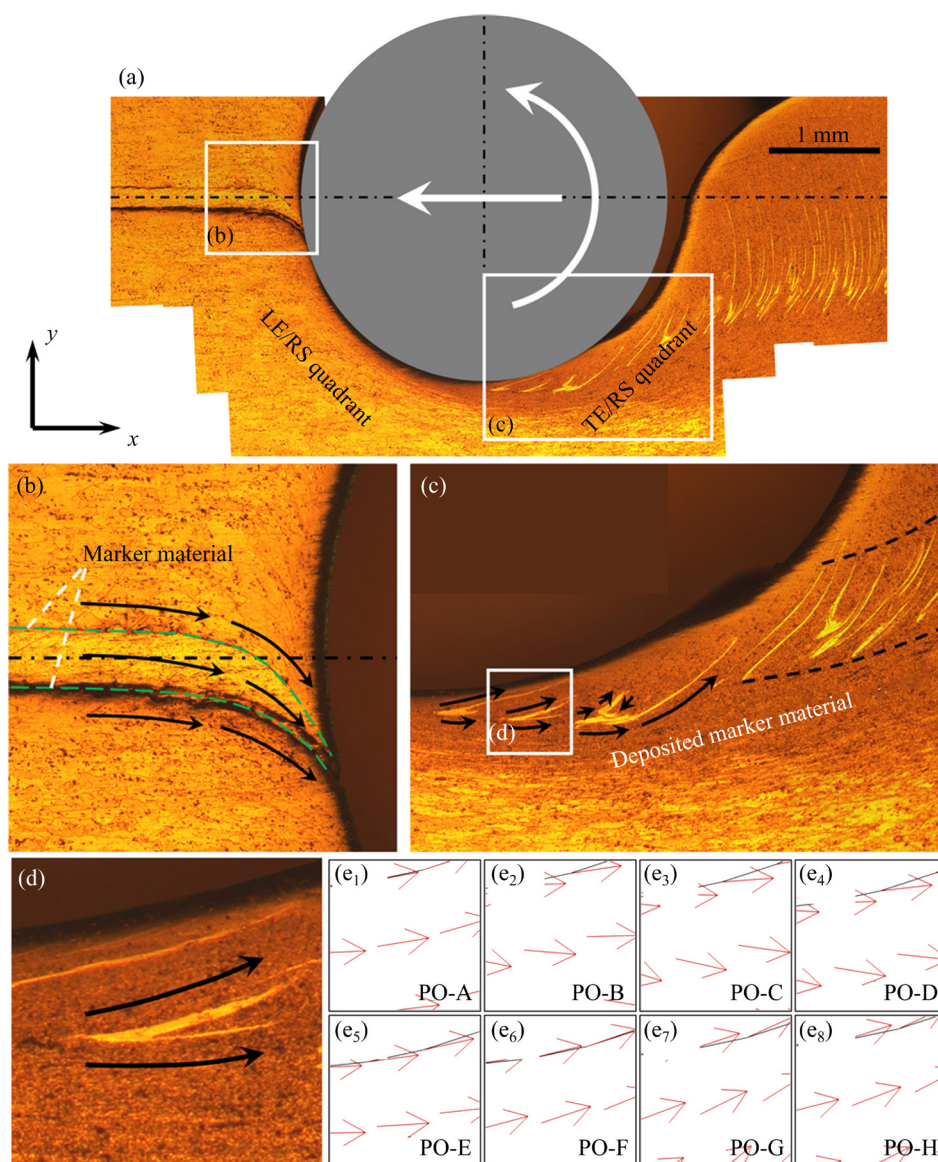 (a)
1 mm
(b)
LE/RS
quadrant
TE/RS quadrant
(c)
y
x
(b)
Marker material
(c)
(d)
Deposited marker material
(d)
(e1)
PO-A
(e2)
PO-B
(e3)
PO-C
(e4)
PO-D
(e5)
PO-E
(e6)
PO-F
(e7)
PO-G
(e8)
PO-H